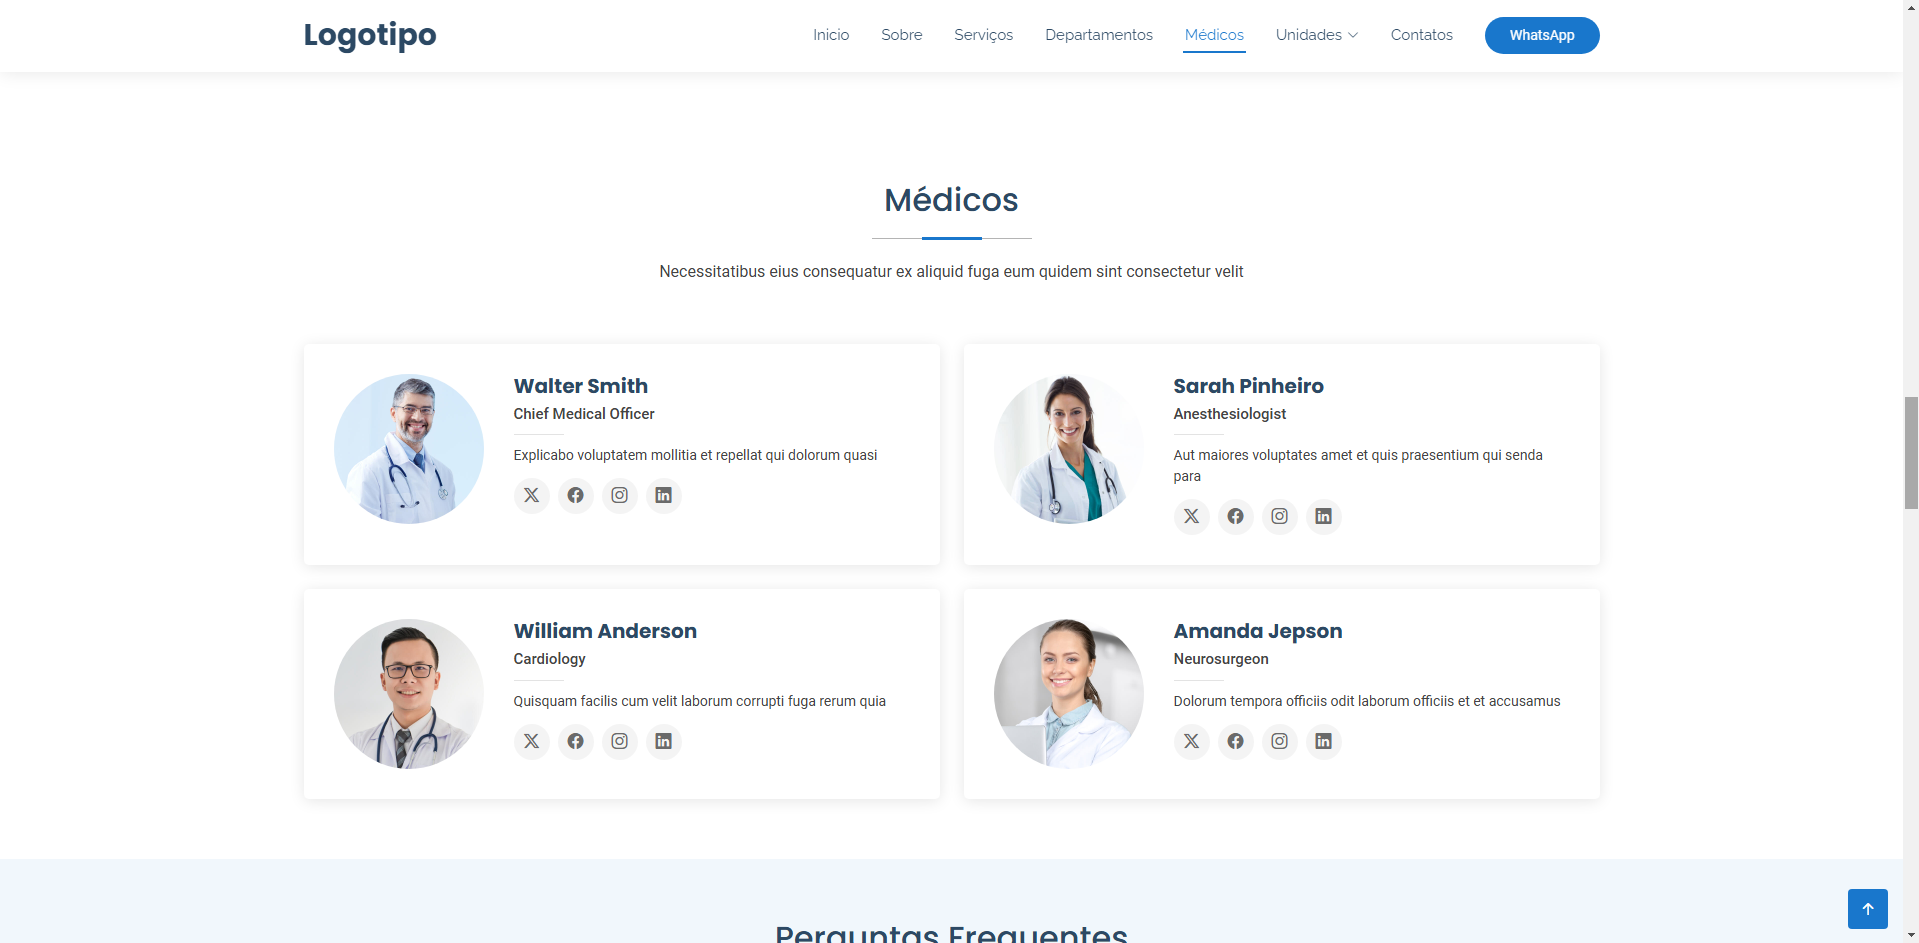 Logotipo
Inicio
Sobre
Serviços
Departamentos
Médicos
Unidades
Contatos
WhatsApp
Médicos
Necessitatibus eius consequatur ex aliquid fuga eum quidem sint consectetur velit
Walter Smith
Chief Medical Officer
Explicabo voluptatem mollitia et repellat qui dolorum quasi
Sarah Pinheiro
Anesthesiologist
Aut maiores voluptates amet et quis praesentium qui senda
para
William Anderson
Cardiology
Quisquam facilis cum velit laborum corrupti fuga rerum quia
Amanda Jepson
Neurosurgeon
Dolorum tempora officiis odit laborum officiis et et accusamus
Perguntas Frequentes